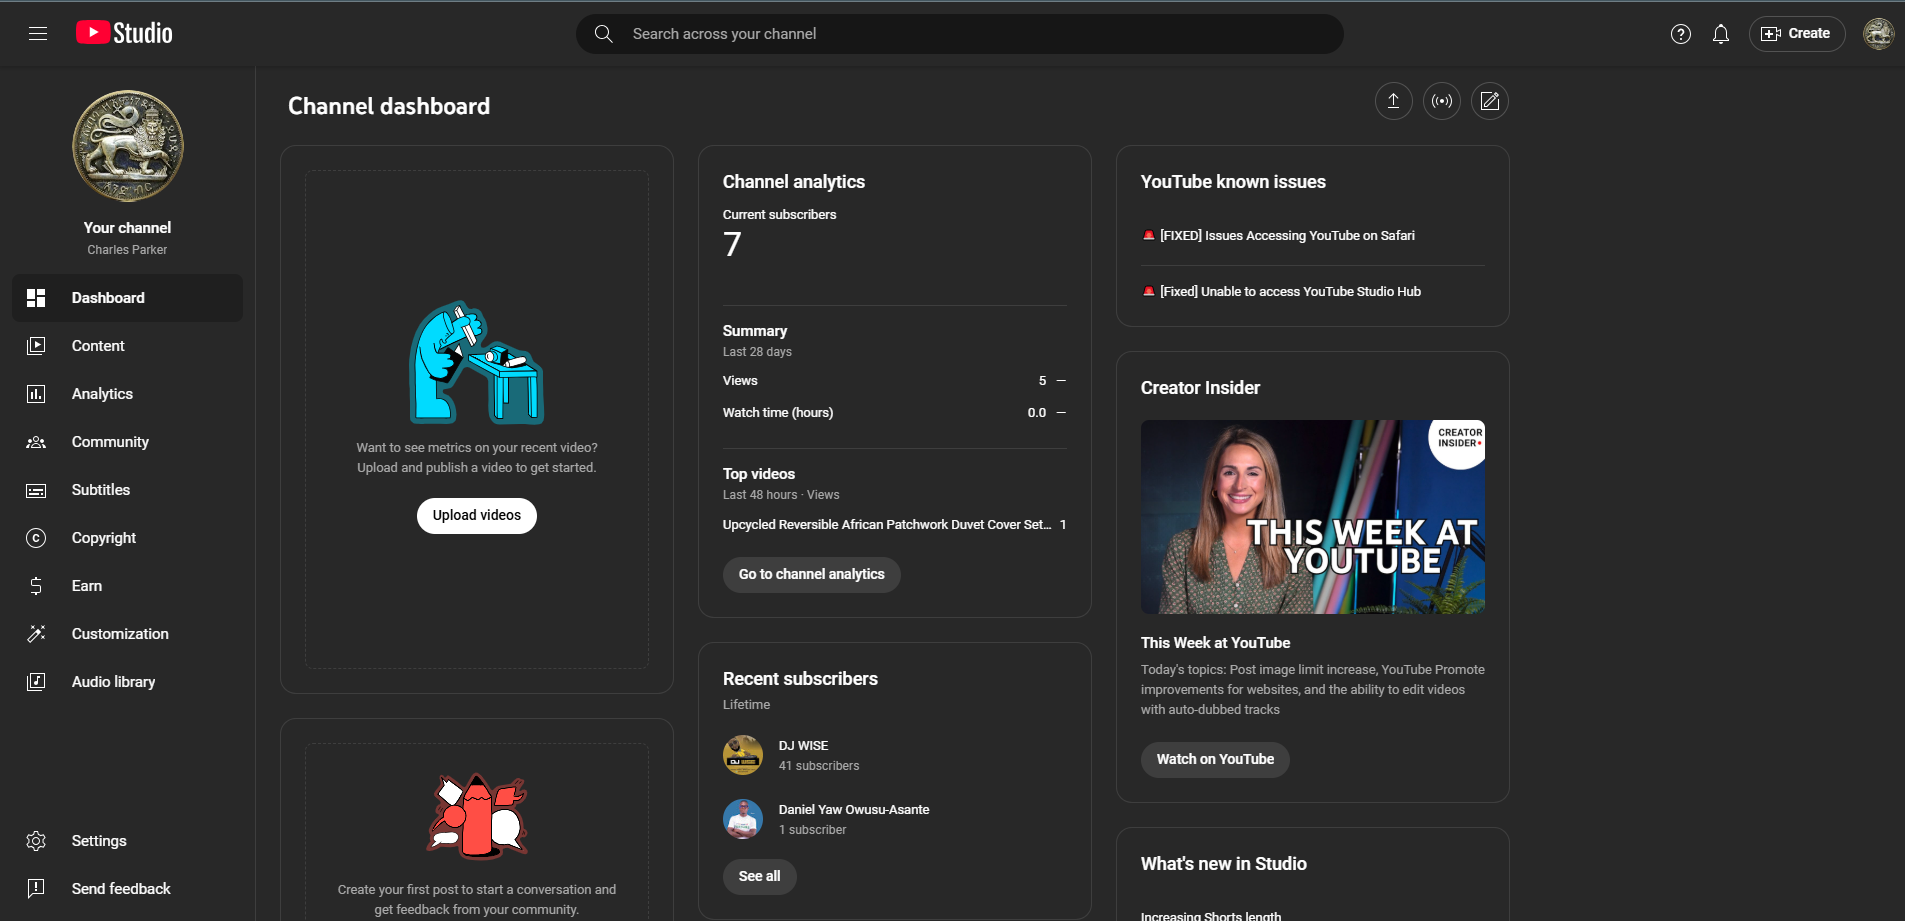 Studio
Search across your channel
Create
Your channel
Charles Parker
Dashboard
Content
Analytics
Community
Subtitles
Copyright
Earn
Customization
Audio library
Settings
Send feedback
Channel dashboard
Want to see metrics on your recent video?
Upload and publish a video to get started.
Upload videos
Create your first post to start a conversation and
get feedback from your community.
Channel analytics
Current subscribers
7
Summary
Last 28 days
Views 5 —
Watch time (hours) 0.0 —
Top videos
Last 48 hours · Views
Upcycled Reversible African Patchwork Duvet Cover Set... 1
Go to channel analytics
Recent subscribers
Lifetime
DJ WISE
41 subscribers
Daniel Yaw Owusu-Asante
1 subscriber
See all
YouTube known issues
🚨 [FIXED] Issues Accessing YouTube on Safari
🚨 [Fixed] Unable to access YouTube Studio Hub
Creator Insider
CREATOR
INSIDER
THIS WEEK AT
YOUTUBE
This Week at YouTube
Today's topics: Post image limit increase, YouTube Promote
improvements for websites, and the ability to edit videos
with auto-dubbed tracks
Watch on YouTube
What's new in Studio
Increasing Shorts length